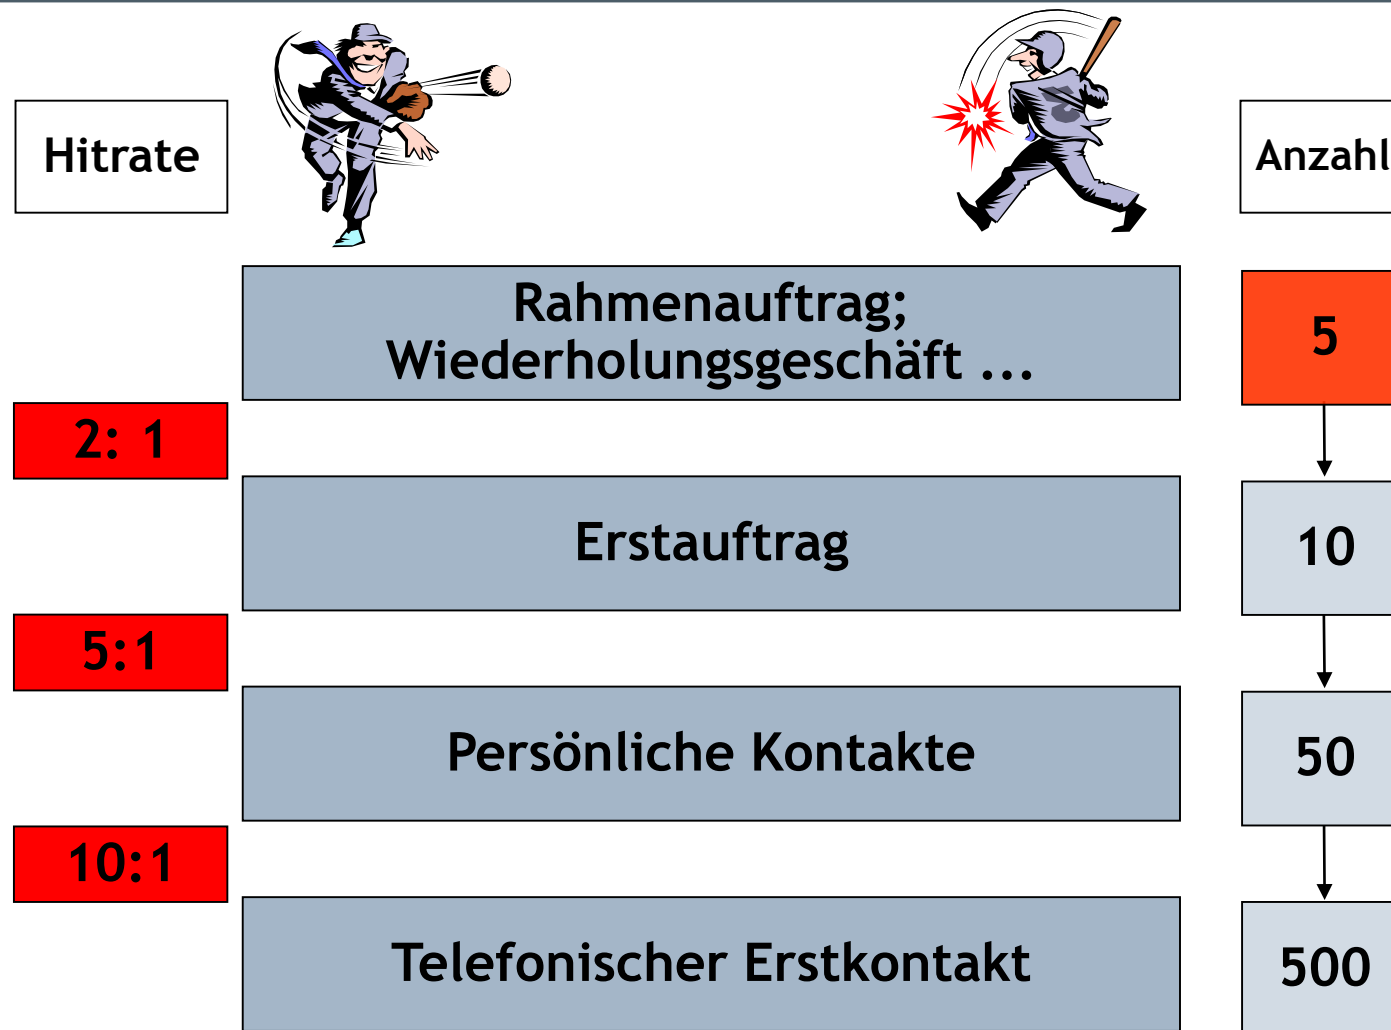 Hitrate
Anzahl
Rahmenauftrag;
Wiederholungsgeschäft ...
5
2: 1
Erstauftrag
10
5:1
Persönliche Kontakte
50
10:1
Telefonischer Erstkontakt
500